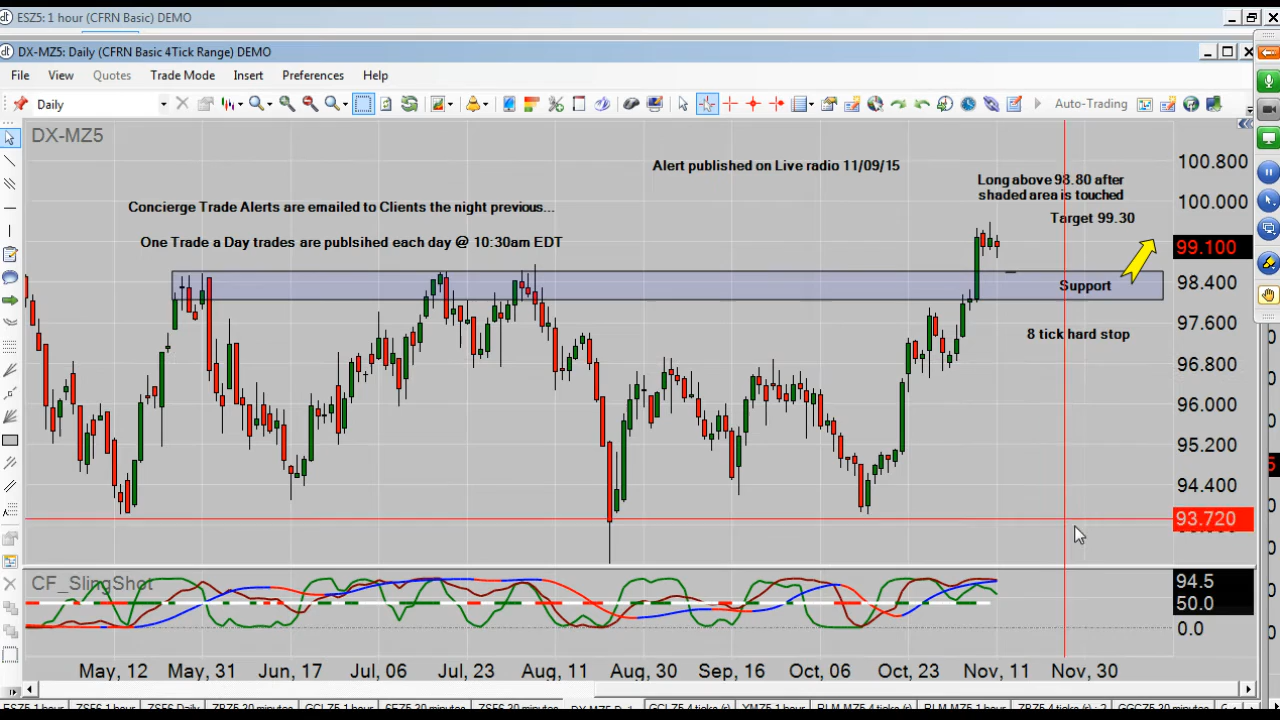 ESZ5: 1 hour (CFRN Basic) DEMO
DX-MZ5: Daily (CFRN Basic 4Tick Range) DEMO
File View Quotes Trade Mode Insert Preferences Help
Daily
Auto-Trading
DX-MZ5
Alert published on Live radio 11/09/15
Long above 98.80 after
shaded area is touched
Concierge Trade Alerts are emailed to Clients the night previous...
Target 99.30
One Trade a Day trades are publsihed each day @ 10:30am EDT
Support
8 tick hard stop
100.800
100.000
99.100
98.400
97.600
96.800
96.000
95.200
94.400
93.720
CF_SlingShot
94.5
50.0
0.0
May, 12 May, 31 Jun, 17 Jul, 06 Jul, 23 Aug, 11 Aug, 30 Sep, 16 Oct, 06 Oct, 23 Nov, 11 Nov, 30